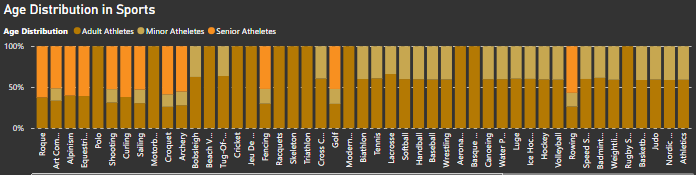 Age Distribution in Sports
Age Distribution Adult Athletes Minor Atheletes Senior Atheletes
100%
50%
0%
Roque
Art Com...
Alpinism
Equestri...
Polo
Shooting
Curling
Sailing
Motorb...
Croquet
Archery
Bobsleigh
Beach V...
Tug-Of-...
Cricket
Jeu De ...
Fencing
Racquets
Skeleton
Triathlon
Cross C...
Golf
Modern...
Biathlon
Tennis
Lacrosse
Softball
Handball
Baseball
Wrestling
Aerona...
Basque ...
Canoeing
Water P...
Luge
Ice Hoc...
Hockey
Volleyball
Rowing
Speed S...
Badmint...
Weightli...
Rugby S...
Basketb...
Judo
Nordic ...
Athletics